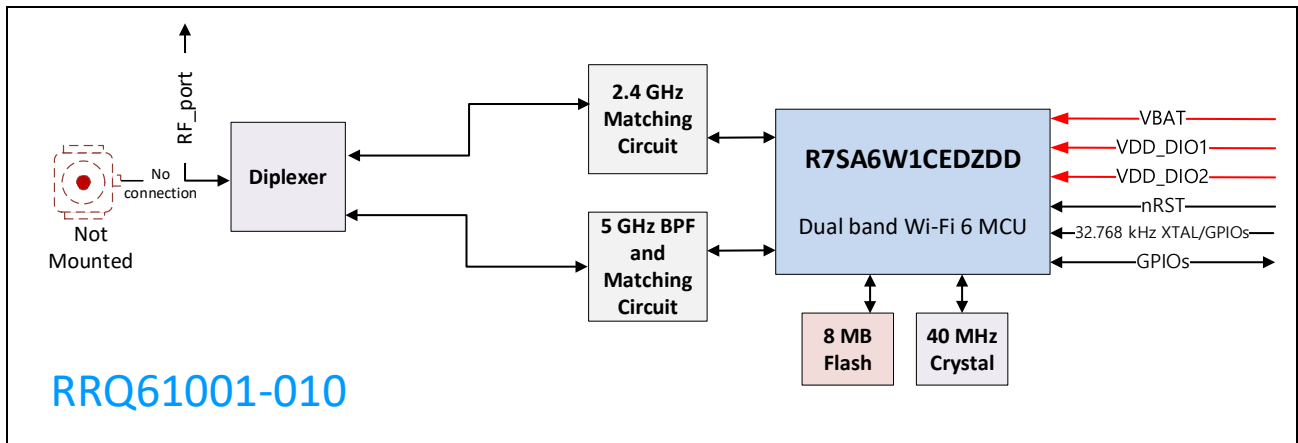 RF_port
No
connection
Not
Mounted
Diplexer
2.4 GHz
Matching
Circuit
5 GHz BPF
and
Matching
Circuit
R7SA6W1CEDZDD
Dual band Wi-Fi 6 MCU
8 MB
Flash
40 MHz
Crystal
VBAT
VDD_DIO1
VDD_DIO2
nRST
32.768 kHz XTAL/GPIOs
GPIOs
RRQ61001-010